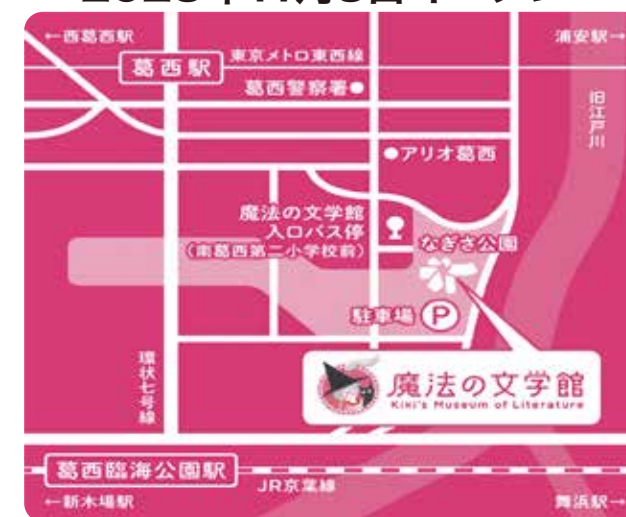 ←西葛西駅
浦安駅→
東京メトロ東西線
葛西駅
葛西警察署
旧江戸川
アリオ葛西
魔法の文学館
入口バス停
(南葛西第二小学校前)
なぎさ公園
駐車場 P
環状七号線
魔法の文学館
Kiki's Museum of Literature
葛西臨海公園駅
JR京葉線
←新木場駅
舞浜駅→